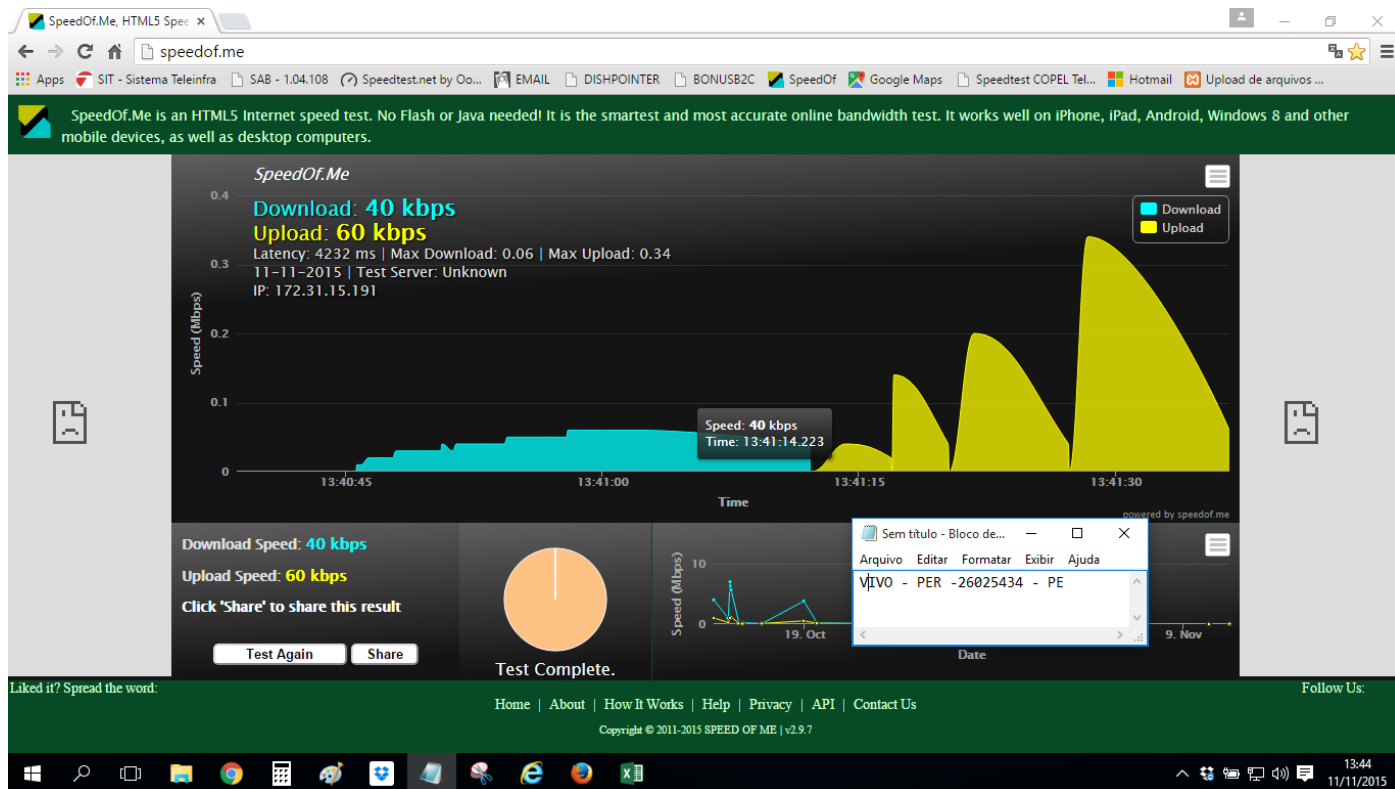 SpeedOf.Me, HTML5 Spee
speedof.me
Apps SIT - Sistema Teleinfra SAB - 1.04.108 Speedtest.net by Oo... EMAIL DISHPOINTER BONUSB2C SpeedOf Google Maps Speedtest COPEL Tel... Hotmail Upload de arquivos ...
SpeedOf.Me is an HTML5 Internet speed test. No Flash or Java needed! It is the smartest and most accurate online bandwidth test. It works well on iPhone, iPad, Android, Windows 8 and other
mobile devices, as well as desktop computers.
SpeedOf.Me
Download: 40 kbps
Upload: 60 kbps
Latency: 4232 ms | Max Download: 0.06 | Max Upload: 0.34
11-11-2015 | Test Server: Unknown
IP: 172.31.15.191
Download
Upload
0.4
0.3
0.2
0.1
0
Speed (Mbps)
Speed: 40 kbps
Time: 13:41:14.223
13:40:45 13:41:00 13:41:15 13:41:30
Time
powered by speedof.me
Download Speed: 40 kbps
Upload Speed: 60 kbps
Click 'Share' to share this result
Test Again Share
Test Complete.
Speed (Mbps)
10
0
19. Oct 9. Nov
Date
Sem título - Bloco de...
Arquivo Editar Formatar Exibir Ajuda
VIVO - PER -26025434 - PE
Liked it? Spread the word:
Follow Us:
Home | About | How It Works | Help | Privacy | API | Contact Us
Copyright © 2011-2015 SPEED OF ME | v2.9.7
13:44
11/11/2015